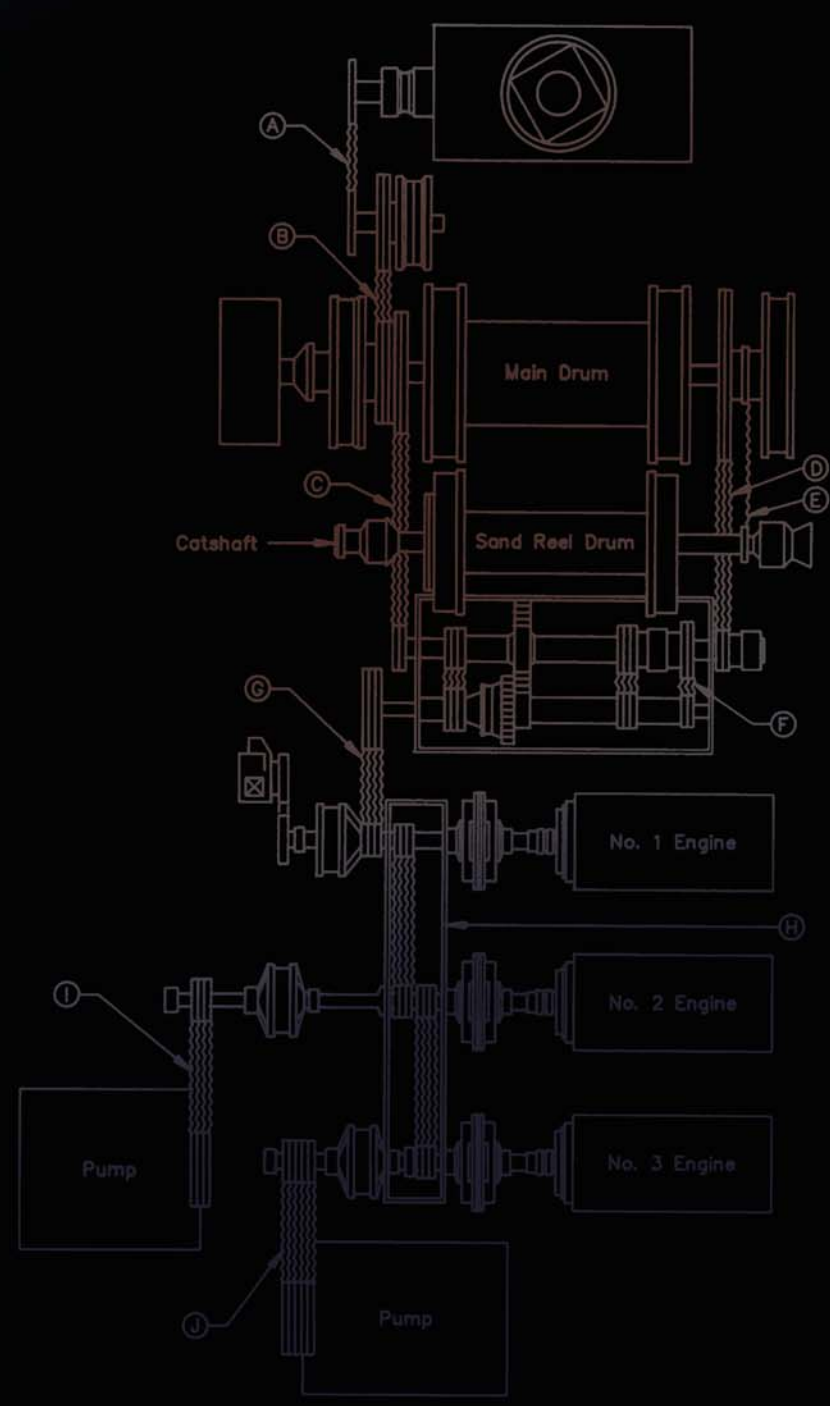 A
B
Main Drum
C
D
E
Catshaft
Sand Reel Drum
G
F
No. 1 Engine
H
I
No. 2 Engine
Pump
No. 3 Engine
J
Pump